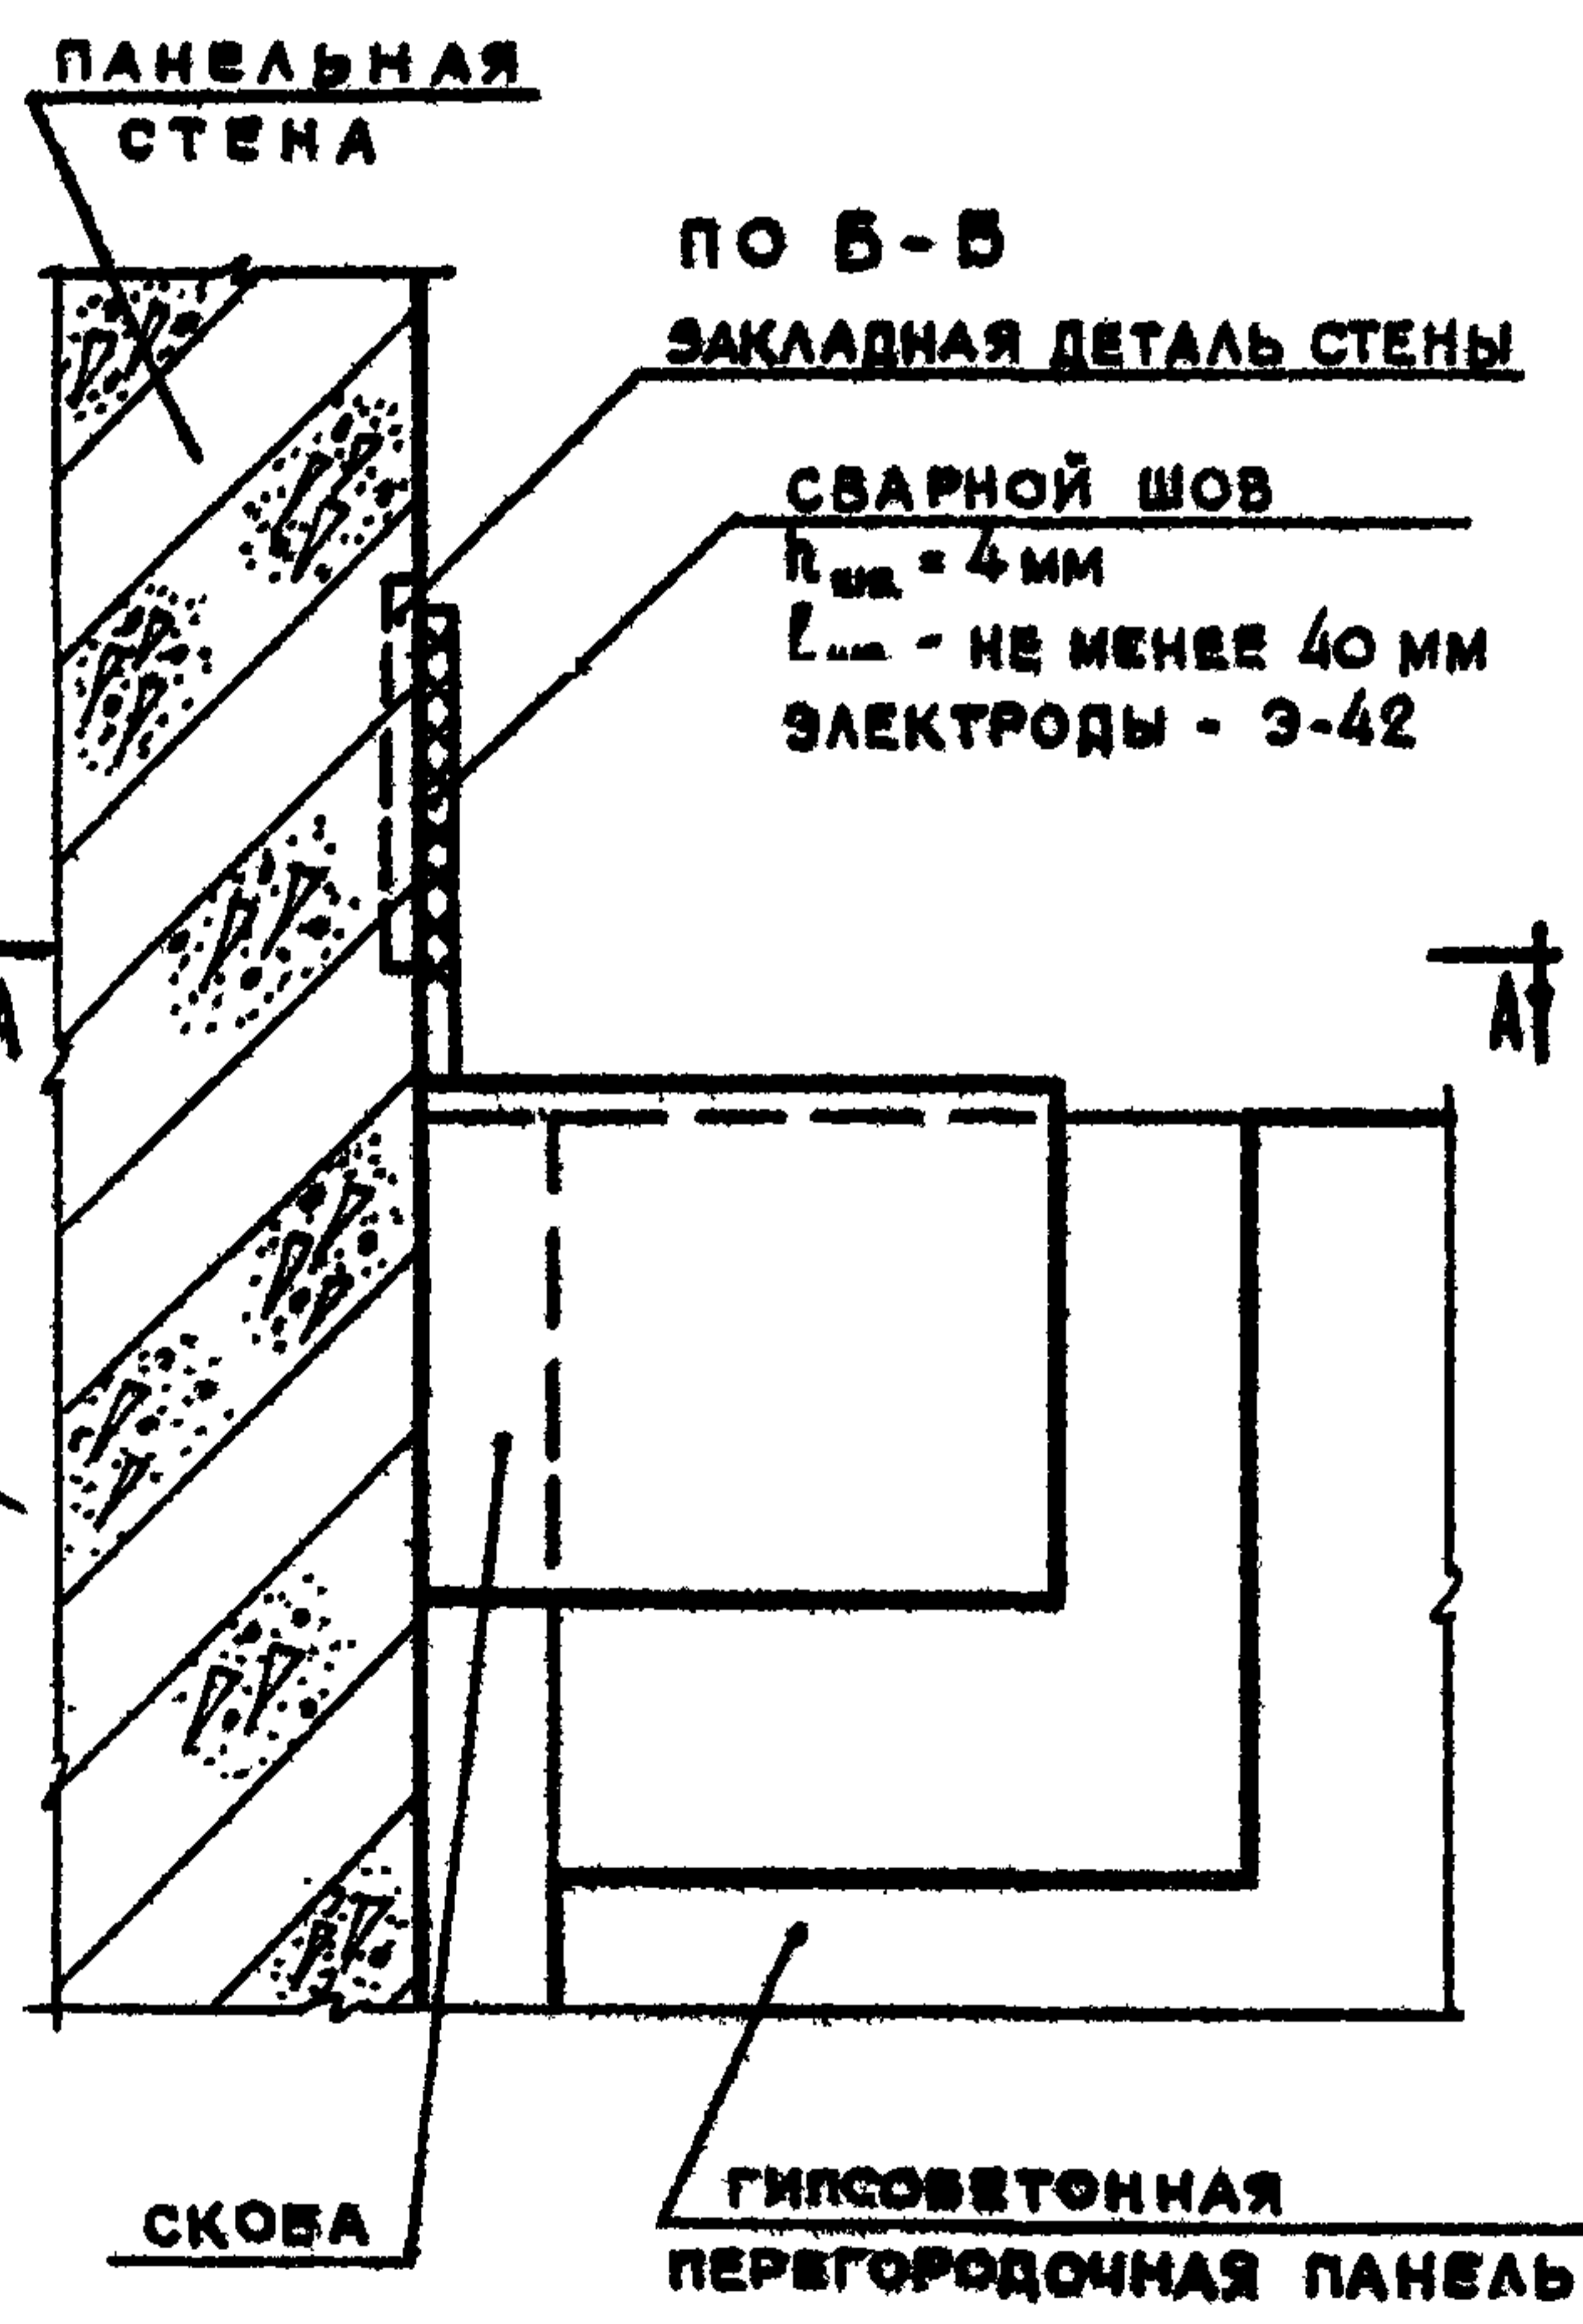 ПАНЕЛЬНАЯ
СТЕНА
ПО Б-Б
ЗАКЛАДНАЯ ДЕТАЛЬ СТЕНЫ
СВАРНОЙ ШОВ
h = 4 ММ
L - НЕ МЕНЕЕ 40 ММ
ЭЛЕКТРОДЫ - Э-42
А
А
СКОБА
ГИПСОБЕТОННАЯ
ПЕРЕГОРОДОЧНАЯ ПАНЕЛЬ